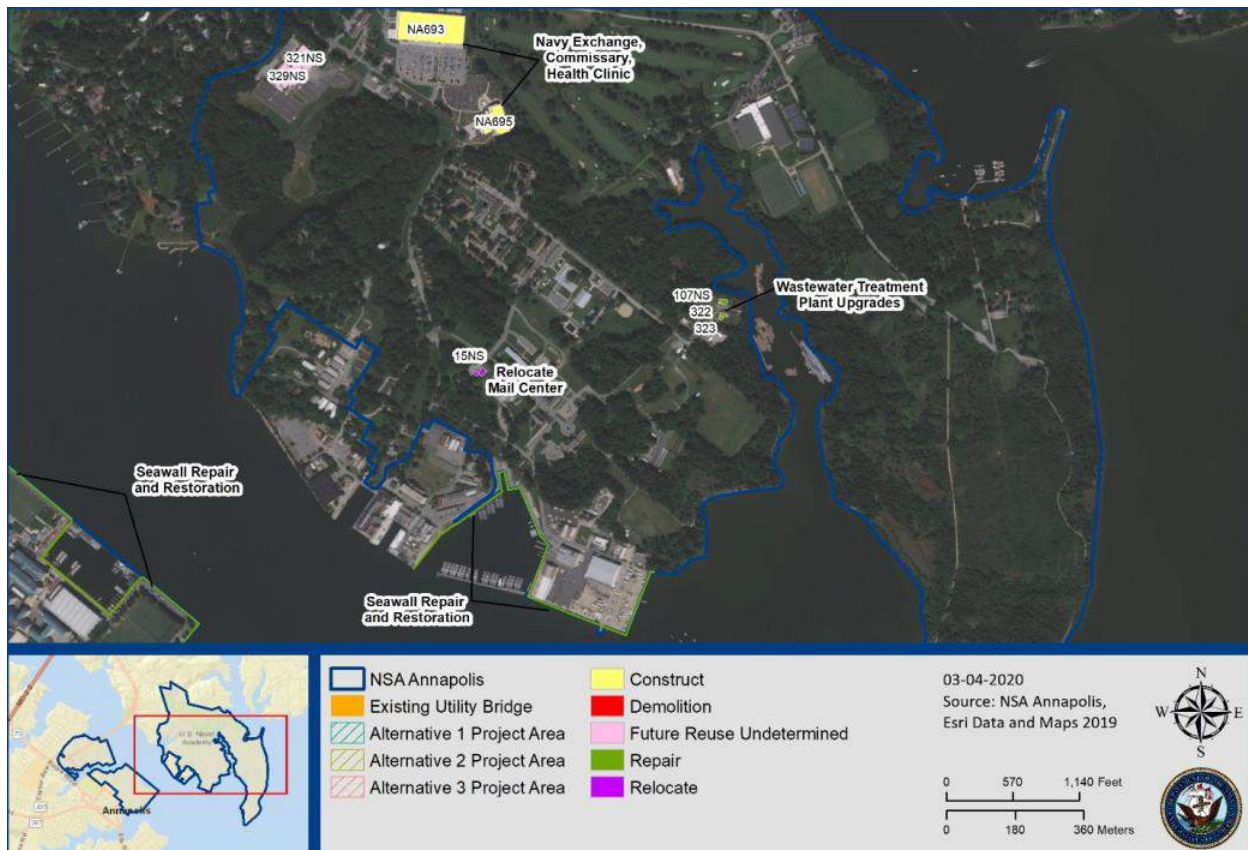 NA693
Navy Exchange,
Commissary,
Health Clinic
321NS
329NS
NA695
107NS
322
323
Wastewater Treatment
Plant Upgrades
15NS
Relocate
Mail Center
Seawall Repair
and Restoration
Seawall Repair
and Restoration
U.S. Naval
Academy
Annapolis
NSA Annapolis
Existing Utility Bridge
Alternative 1 Project Area
Alternative 2 Project Area
Alternative 3 Project Area
Construct
Demolition
Future Reuse Undetermined
Repair
Relocate
03-04-2020
Source: NSA Annapolis,
Esri Data and Maps 2019
N
W
E
S
0 570 1,140 Feet
0 180 360 Meters